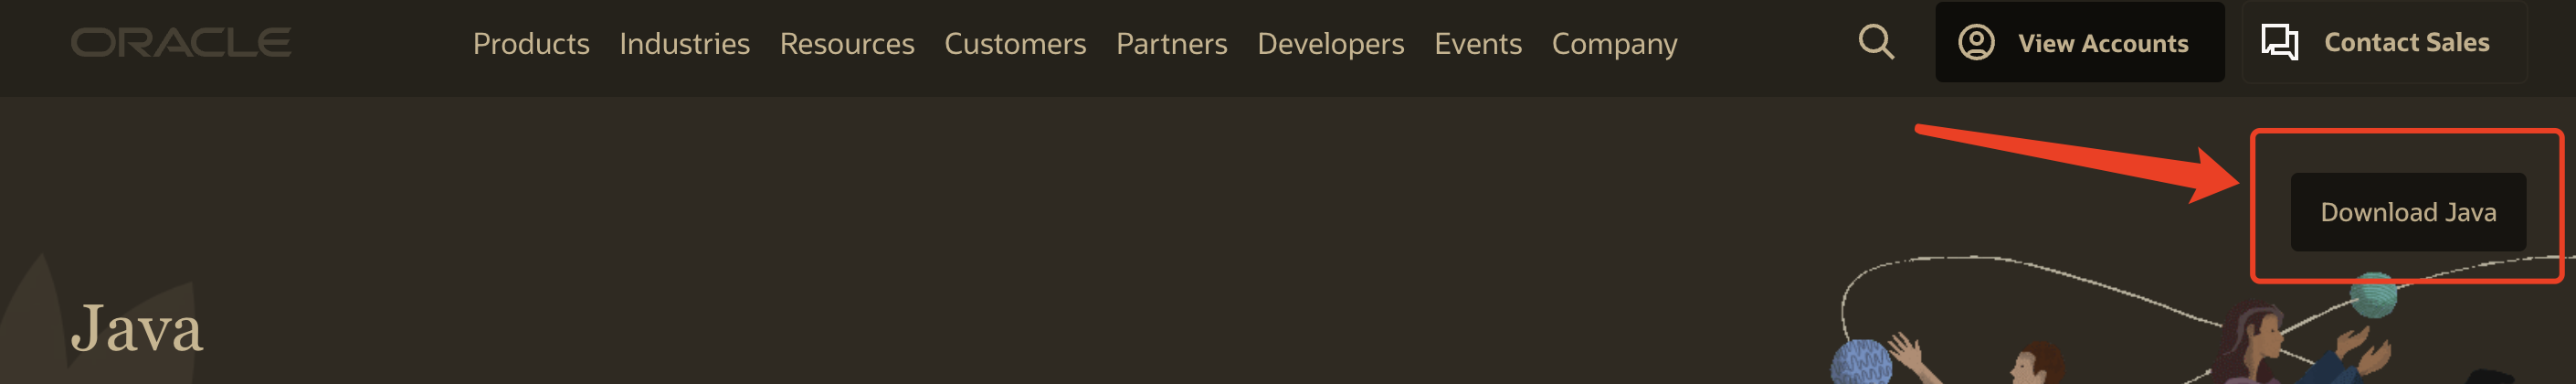 ORACLE Products Industries Resources Customers Partners Developers Events Company View Accounts Contact Sales
Download Java
Java